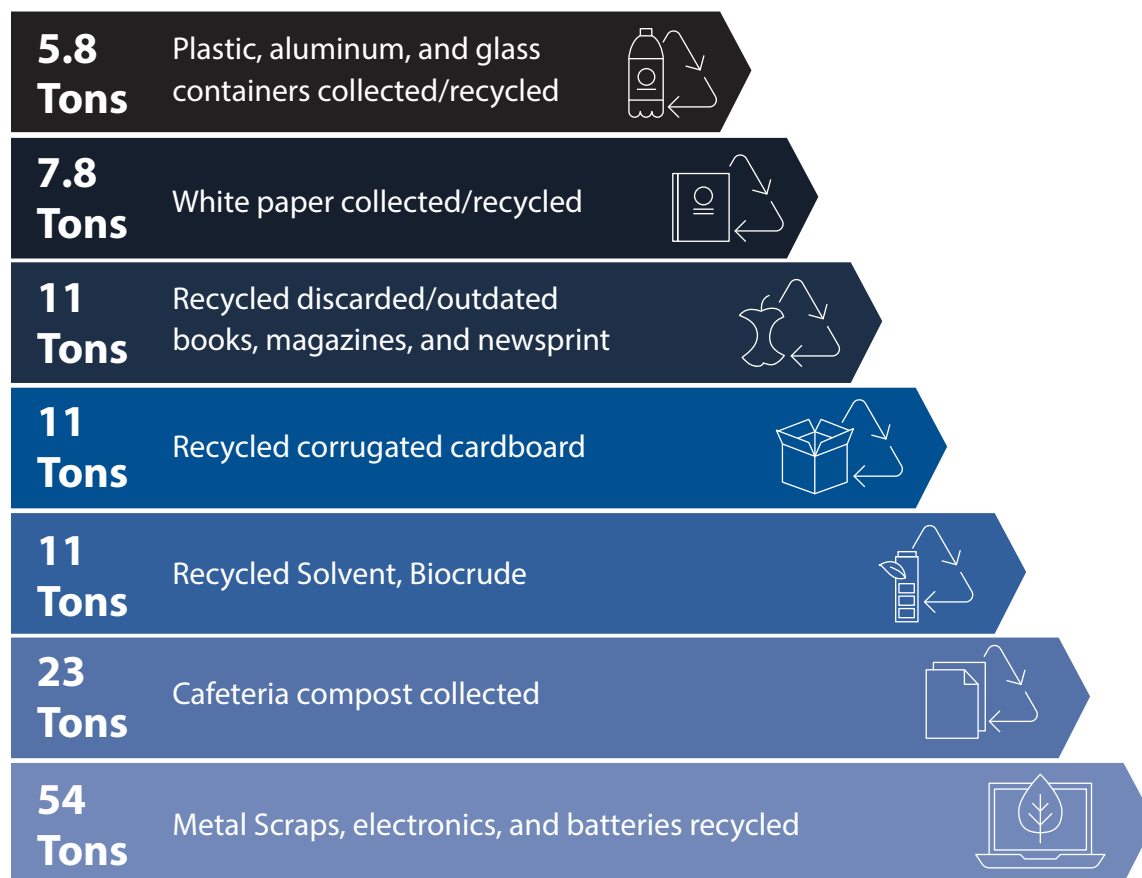 5.8
Tons
Plastic, aluminum, and glass
containers collected/recycled
7.8
Tons
White paper collected/recycled
11
Tons
Recycled discarded/outdated
books, magazines, and newsprint
11
Tons
Recycled corrugated cardboard
11
Tons
Recycled Solvent, Biocrude
23
Tons
Cafeteria compost collected
54
Tons
Metal Scraps, electronics, and batteries recycled